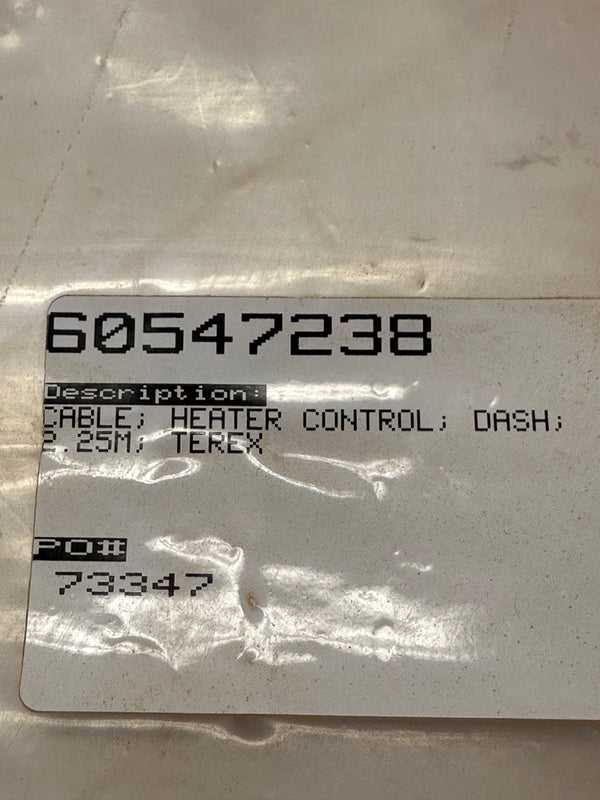 60547238
Description:
CABLE; HEATER CONTROL; DASH;
2.25M; TEREX
PO#
73347